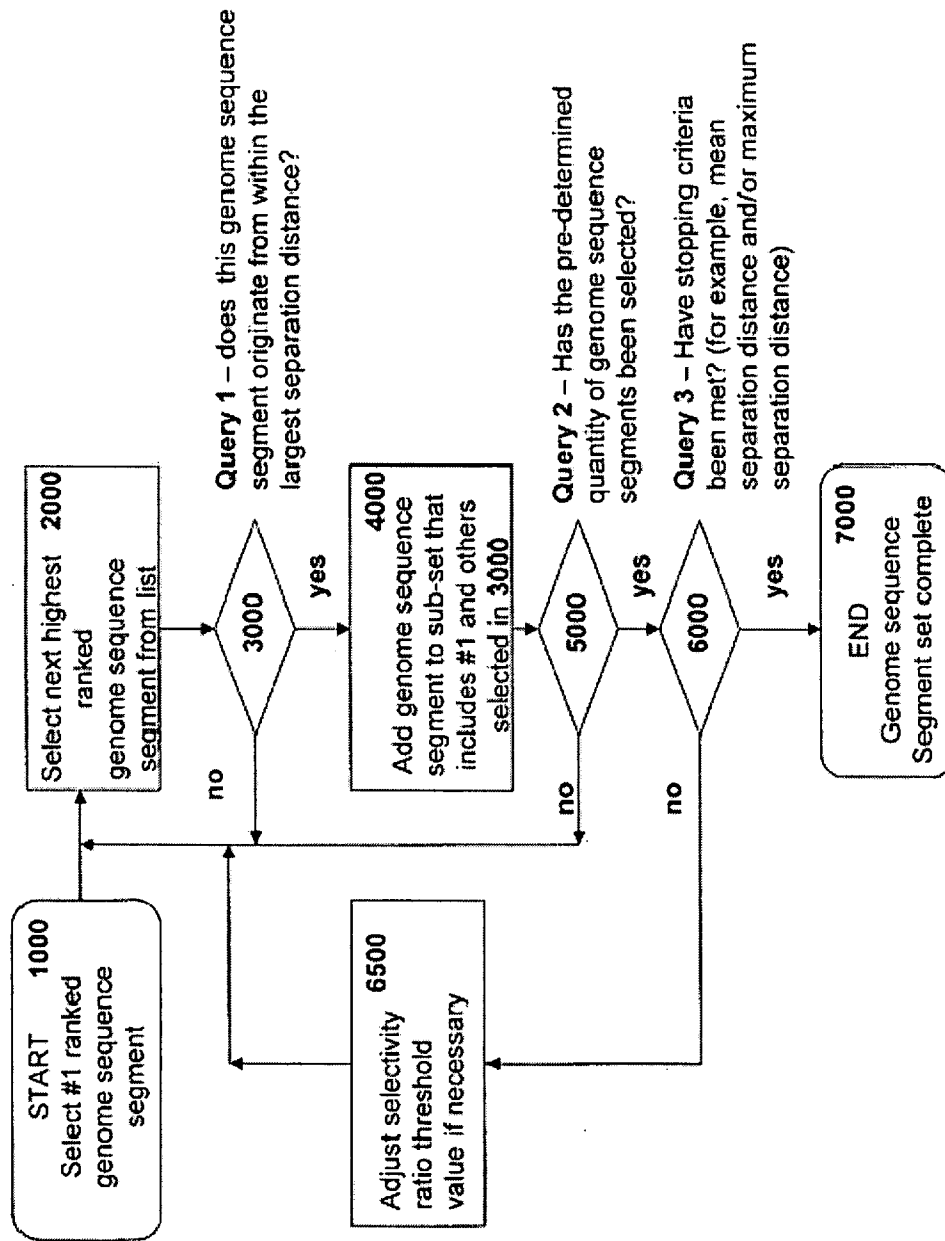 START 1000
Select #1 ranked
genome sequence
segment
Select next highest 2000
ranked
genome sequence
segment from list
Query 1 – does this genome sequence
segment originate from within the
largest separation distance?
3000
no
yes
4000
Add genome sequence
segment to sub-set that
includes #1 and others
selected in 3000
Query 2 – Has the pre-determined
quantity of genome sequence
segments been selected?
5000
no
yes
Query 3 – Have stopping criteria
been met? (for example, mean
separation distance and/or maximum
separation distance)
6000
no
yes
6500
Adjust selectivity
ratio threshold
value if necessary
END 7000
Genome sequence
Segment set complete